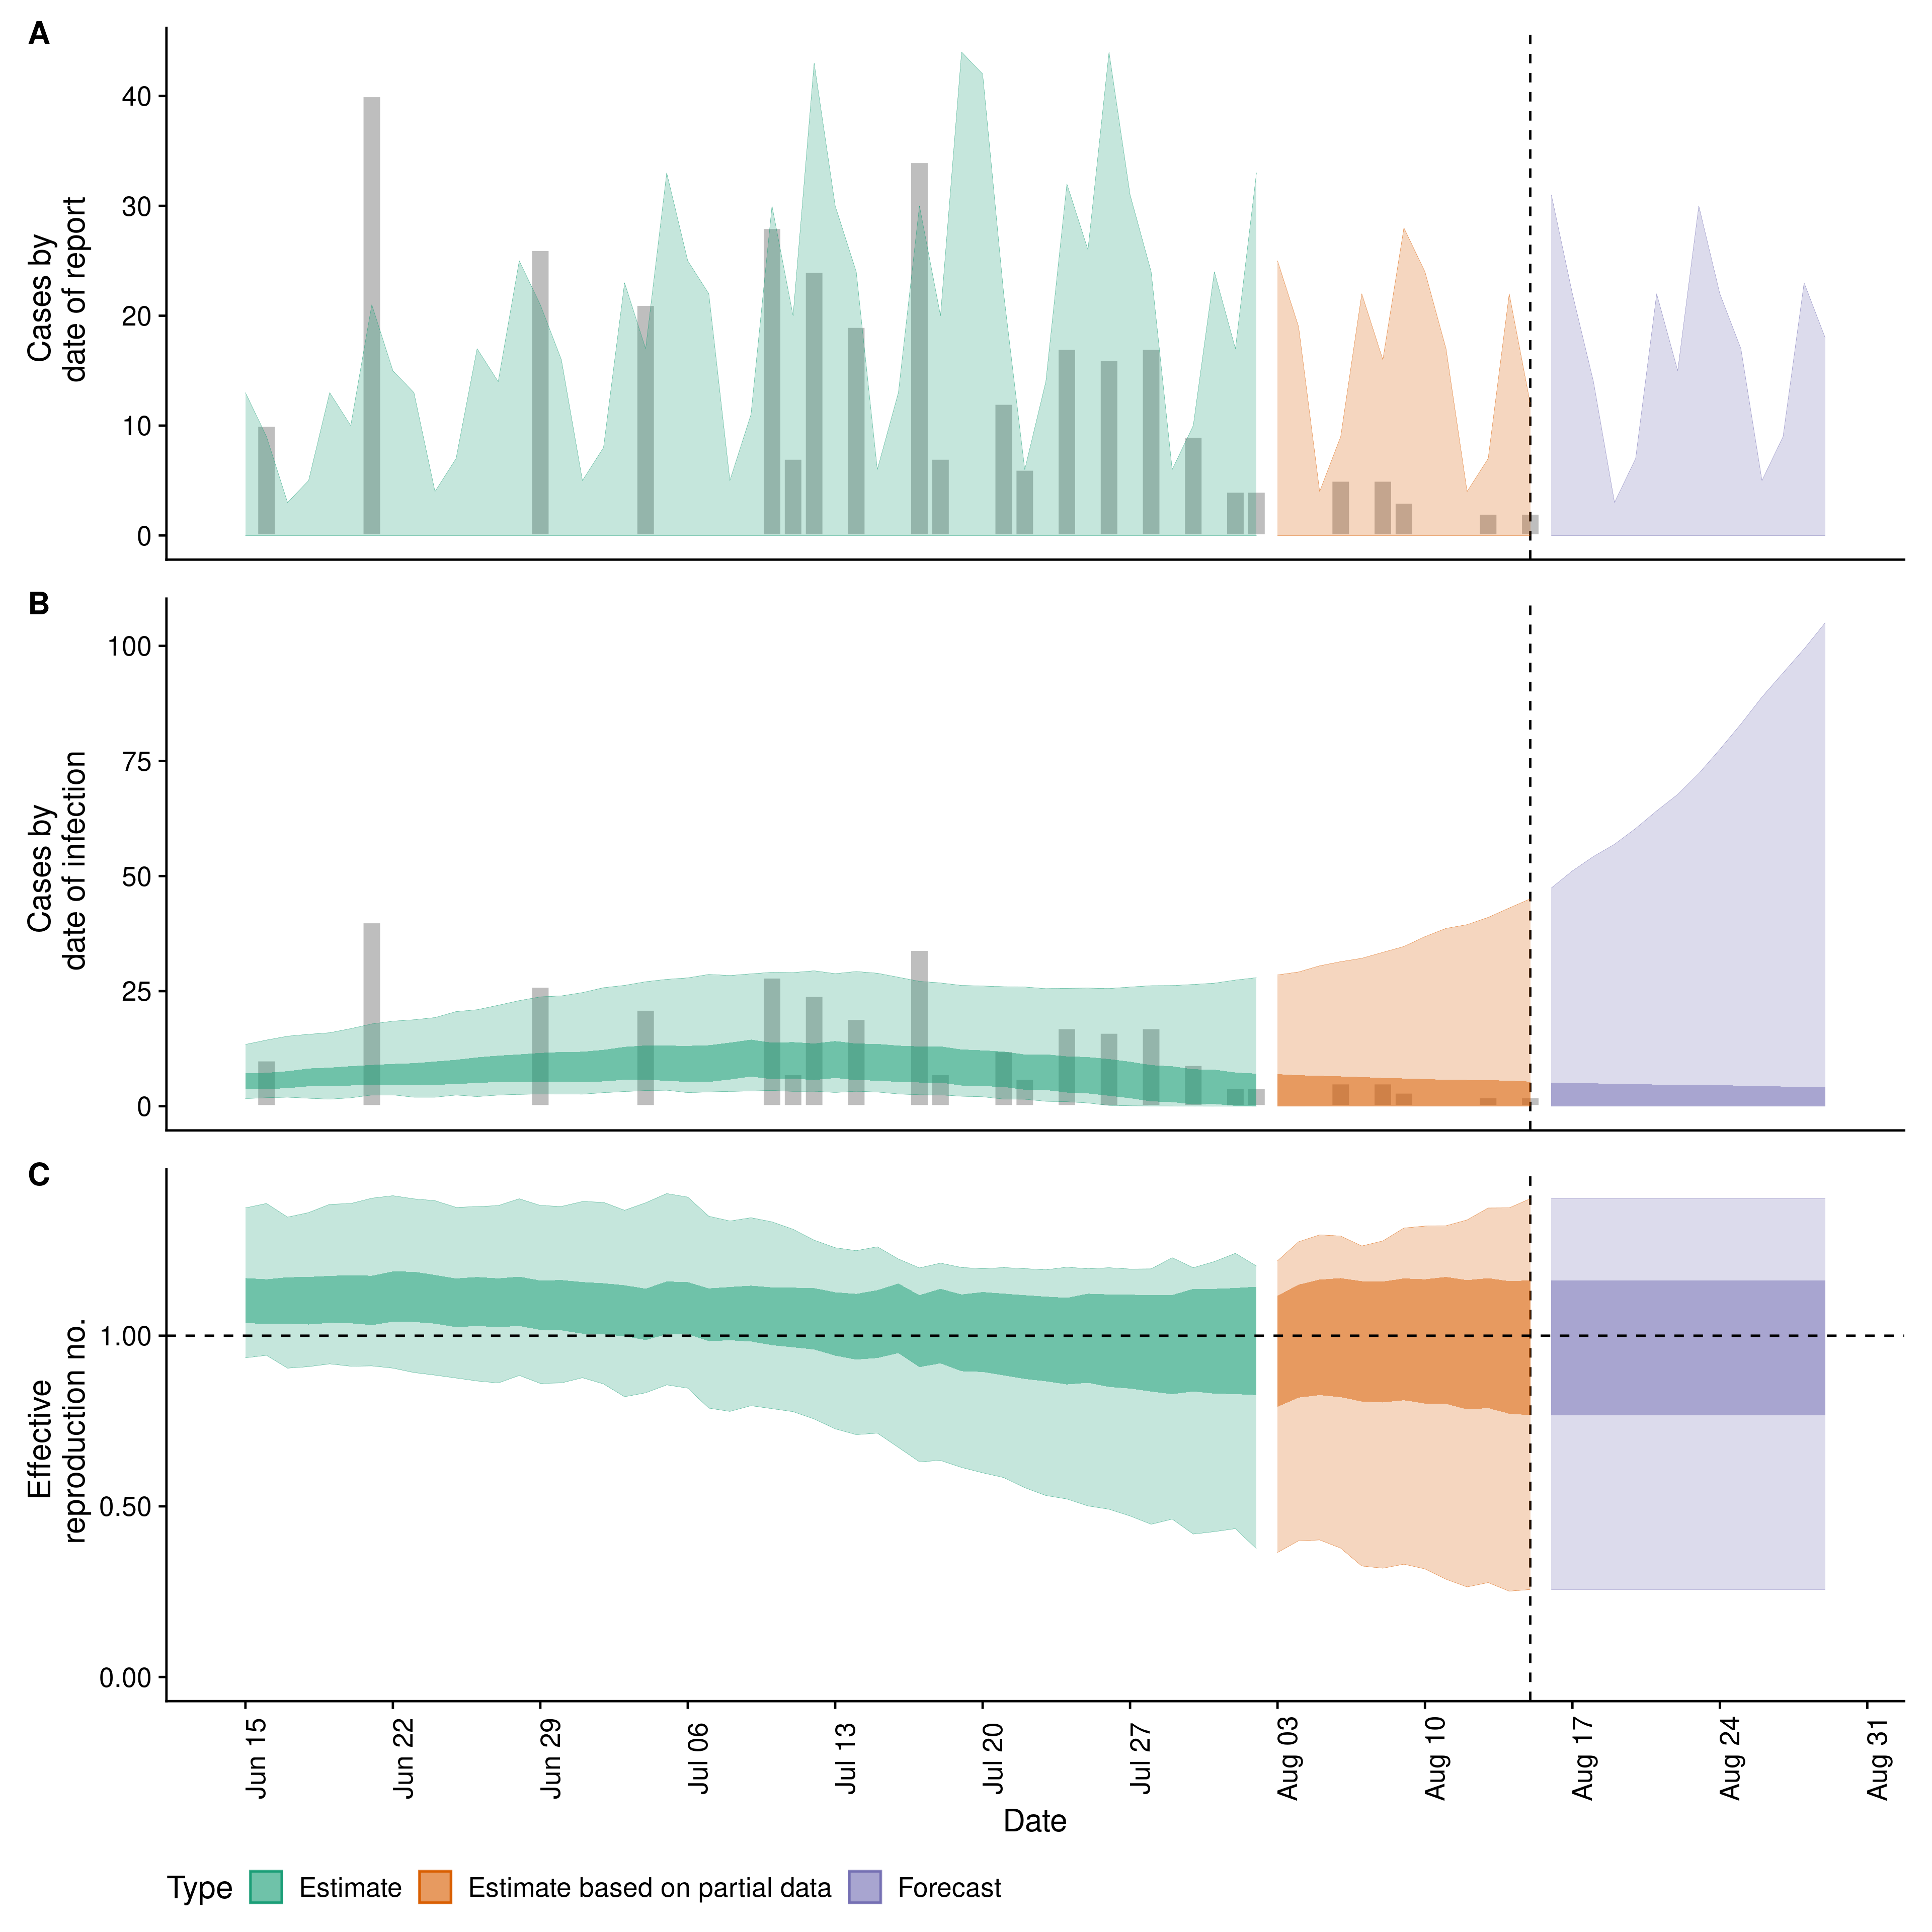 A
Cases by
date of report
40
30
20
10
0
B
Cases by
date of infection
100
75
50
25
0
C
Effective
reproduction no.
1.00
0.50
0.00
Jun 15
Jun 22
Jun 29
Jul 06
Jul 13
Jul 20
Jul 27
Aug 03
Aug 10
Aug 17
Aug 24
Aug 31
Date
Type
Estimate
Estimate based on partial data
Forecast